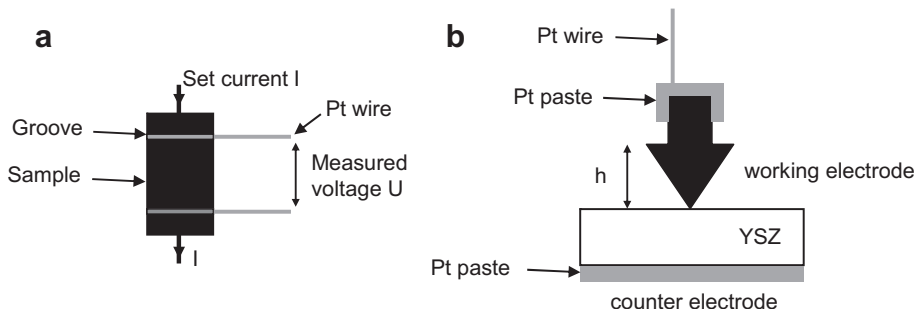 a
Set current I
Groove
Pt wire
Sample
Measured
voltage U
I
b
Pt wire
Pt paste
h
working electrode
YSZ
Pt paste
counter electrode